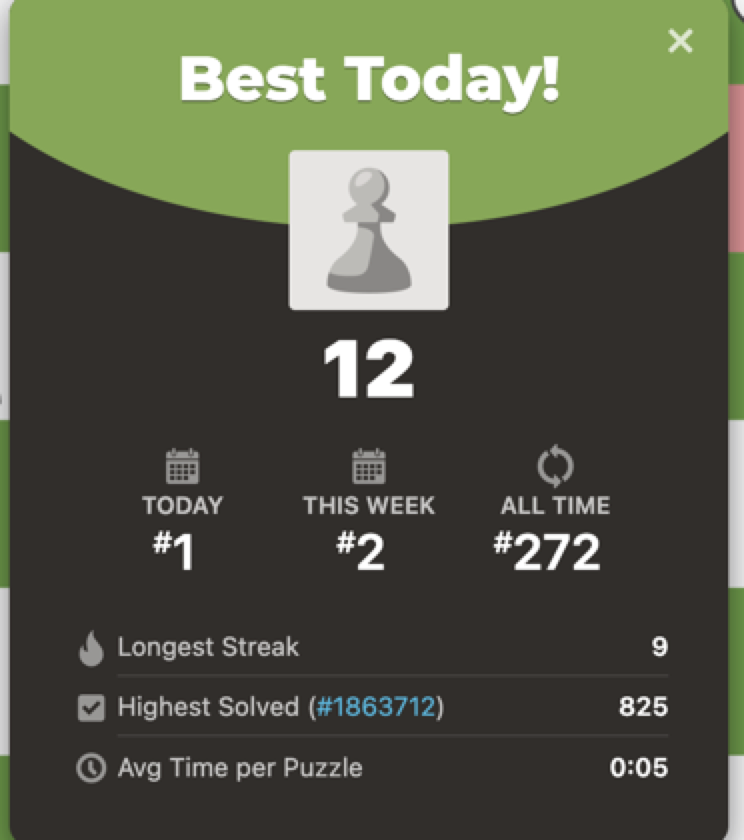 Best Today!
12
TODAY THIS WEEK ALL TIME
#1 #2 #272
Longest Streak 9
Highest Solved (#1863712) 825
Avg Time per Puzzle 0:05